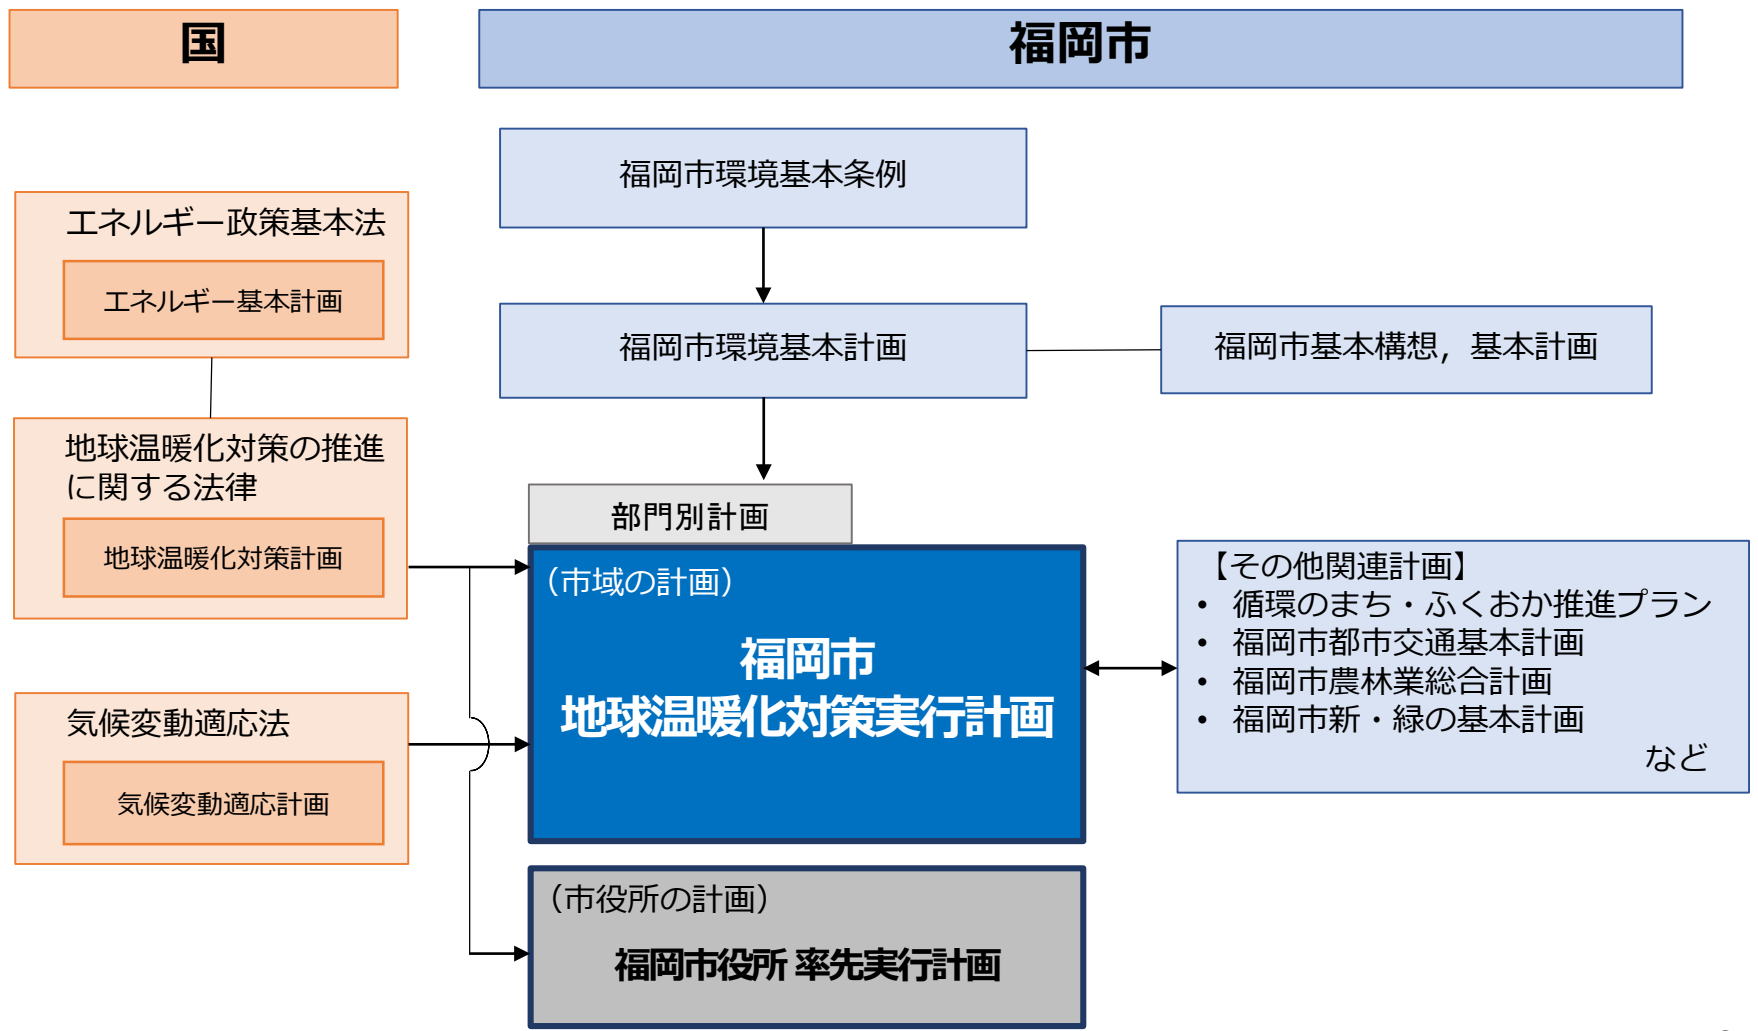 国
福岡市
福岡市環境基本条例
エネルギー政策基本法
エネルギー基本計画
福岡市環境基本計画
福岡市基本構想，基本計画
地球温暖化対策の推進
に関する法律
地球温暖化対策計画
部門別計画
（市域の計画）
福岡市
地球温暖化対策実行計画
【その他関連計画】
• 循環のまち・ふくおか推進プラン
• 福岡市都市交通基本計画
• 福岡市農林業総合計画
• 福岡市新・緑の基本計画
など
気候変動適応法
気候変動適応計画
（市役所の計画）
福岡市役所 率先実行計画